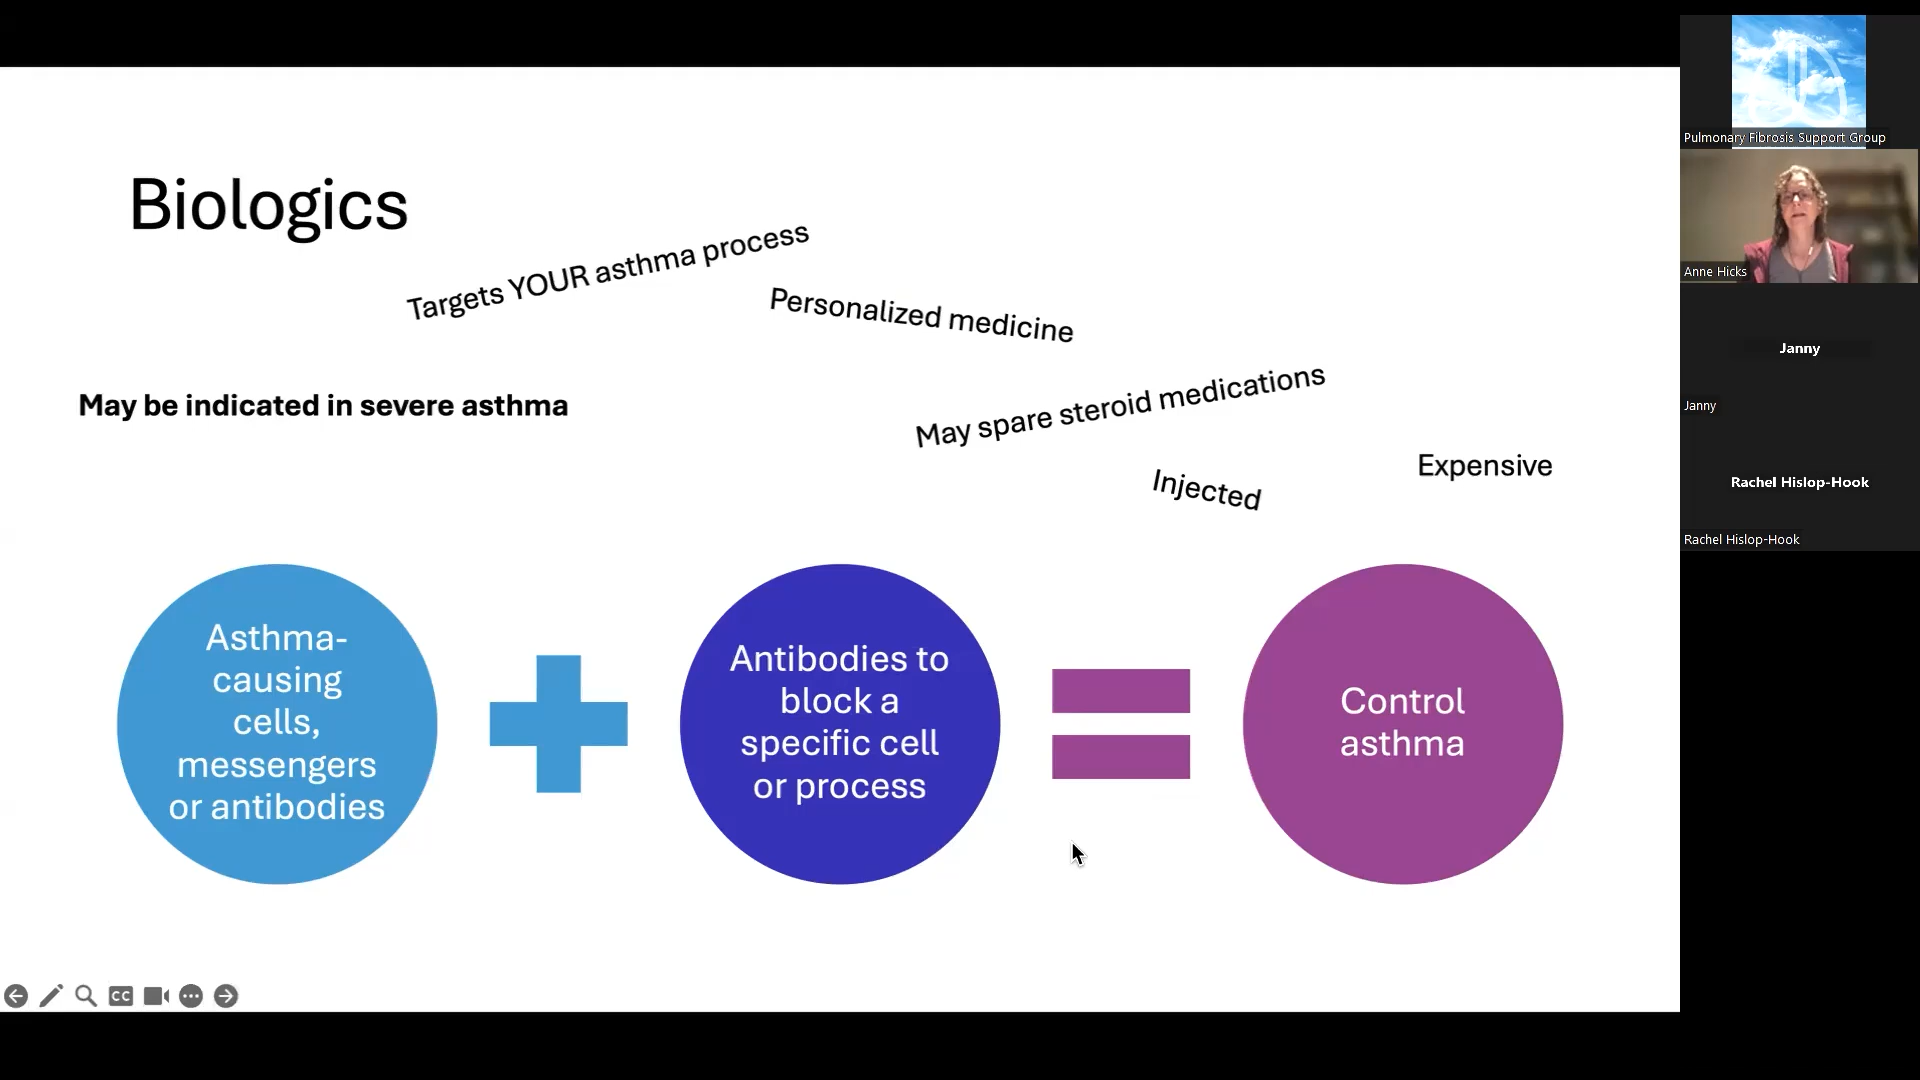 Biologics
Targets YOUR asthma process
Personalized medicine
May be indicated in severe asthma
May spare steroid medications
Injected
Expensive
Asthma-
causing
cells,
messengers
or antibodies
Antibodies to
block a
specific cell
or process
Control
asthma
CC
Pulmonary Fibrosis Support Group
Anne Hicks
Janny
Janny
Rachel Hislop-Hook
Rachel Hislop-Hook